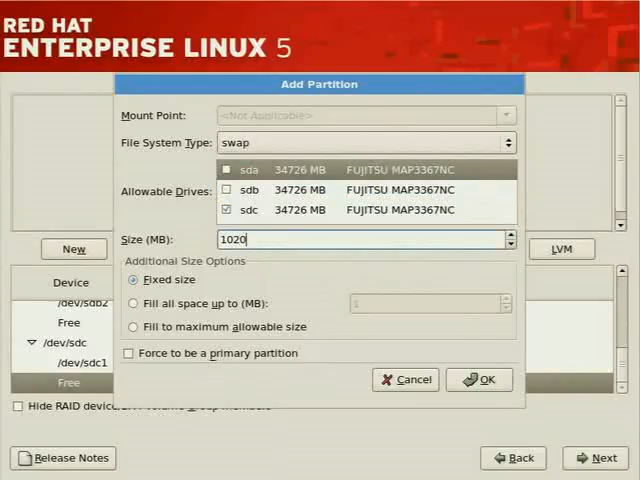 RED HAT
ENTERPRISE LINUX 5
Add Partition
Mount Point: <Not Applicable>
File System Type: swap
Allowable Drives:
sda 34726 MB FUJITSU MAP3367NC
sdb 34726 MB FUJITSU MAP3367NC
sdc 34726 MB FUJITSU MAP3367NC
New
LVM
Size (MB): 1020
Additional Size Options
Fixed size
Fill all space up to (MB): 1
Fill to maximum allowable size
Force to be a primary partition
Cancel
OK
Device
/dev/sdb2
Free
/dev/sdc
/dev/sdc1
Free
Hide RAID device
Release Notes
Back
Next